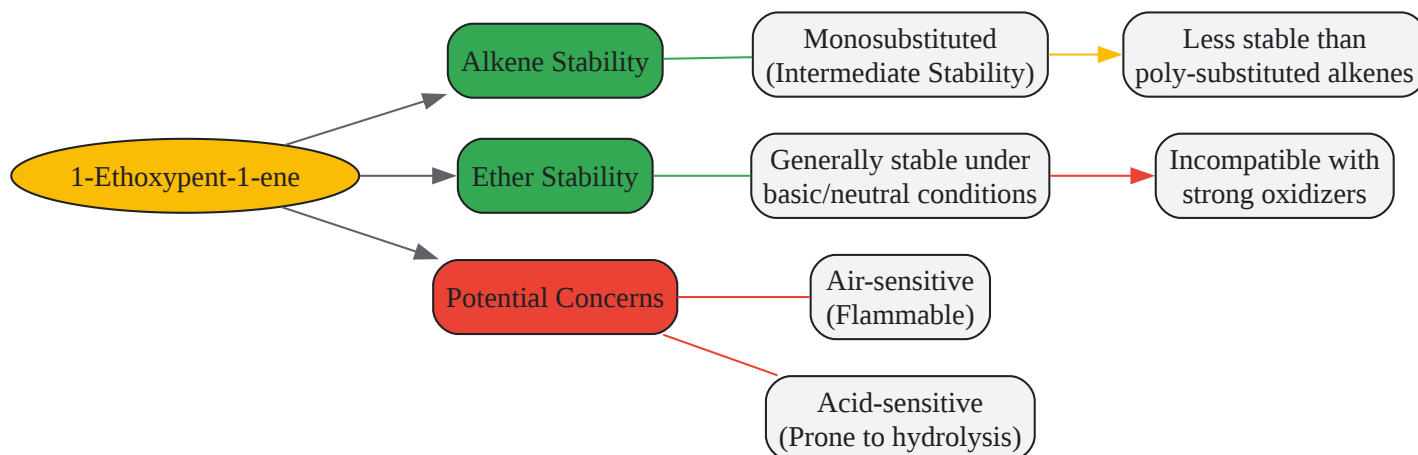 1-Ethoxypent-1-ene
Alkene Stability
Monosubstituted
(Intermediate Stability)
Less stable than
poly-substituted alkenes
Ether Stability
Generally stable under
basic/neutral conditions
Incompatible with
strong oxidizers
Potential Concerns
Air-sensitive
(Flammable)
Acid-sensitive
(Prone to hydrolysis)